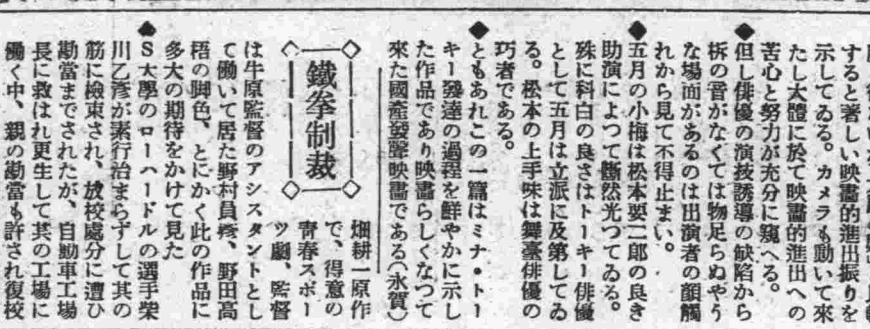 すると著しい映畫的進出振りを
示してゐる。カメラも動いて來
たし大體に於て映畫的進出への
苦心と努力が充分に窺へる。
◆但し俳優の演技誘導の缺陷から
柝の音がなくては物足らぬやう
な場面があるのは出演者の顔觸
れから見て不得止まい。
◆五月の小梅は松本要二郎の良き
助演によつて斷然光つてゐる。
殊に科白の良さはトーキー俳優
として五月は立派に及第してゐ
る。松本の上手味は舞臺俳優の
巧者である。
◆ともあれこの一篇はミナ・トー
キー發達の過程を鮮やかに示し
た作品であり映畫らしくなつて
來た國產發聲映畫である(永賀)
鐵拳制裁
畑耕一原作
で、得意の
靑春スポー
ツ劇、監督
は牛原監督のアシスタントとし
て働いて居た野村員彥、野田高
梧の脚色、とにかく此の作品に
多大の期待をかけて見た
◆S大學のローハードルの選手柴
川乙彥が素行治まらずして其の
筋に檢束され、放校處分に遭ひ
勘當までされたが、自動車工場
長に救はれ更生して其の工場に
働く中、親の勘當も許され復校